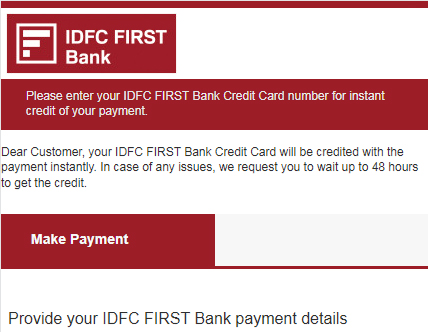 IDFC FIRST
Bank
Please enter your IDFC FIRST Bank Credit Card number for instant
credit of your payment.
Dear Customer, your IDFC FIRST Bank Credit Card will be credited with the
payment instantly. In case of any issues, we request you to wait up to 48 hours
to get the credit.
Make Payment
Provide your IDFC FIRST Bank payment details